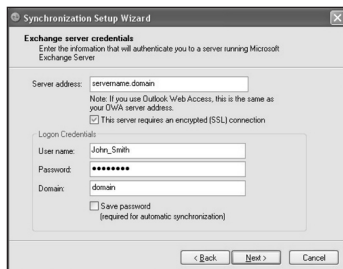 Synchronization Setup Wizard
Exchange server credentials
Enter the information that will authenticate you to a server running Microsoft
Exchange Server
Server address: servername.domain
Note: If you use Outlook Web Access, this is the same as
your OWA server address.
This server requires an encrypted (SSL) connection
Logon Credentials
User name: John_Smith
Password: ••••••••
Domain: domain
Save password
(required for automatic synchronization)
< Back Next > Cancel